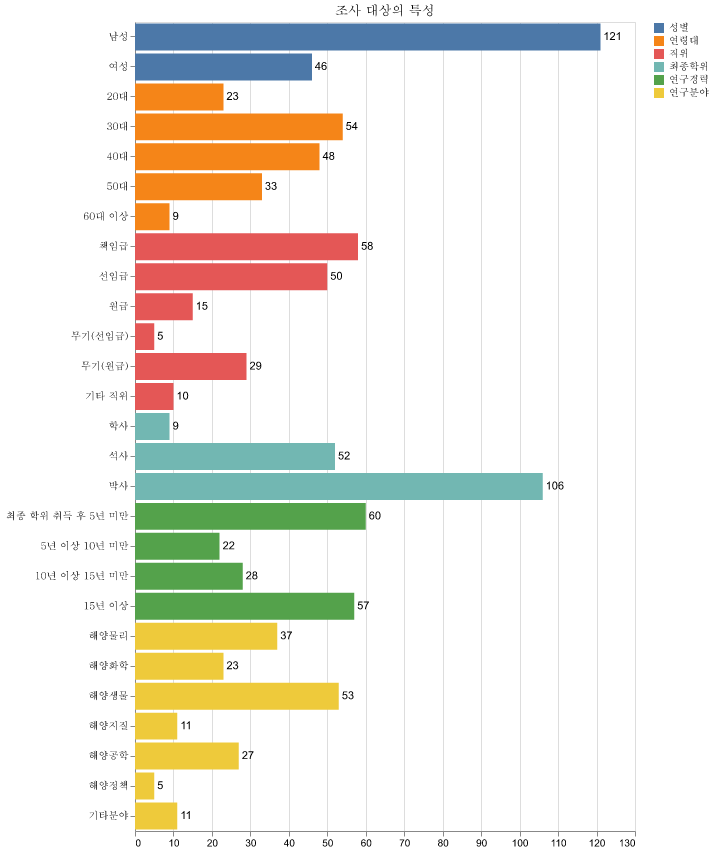 조사 대상의 특성
성별
연령대
직위
최종학위
연구경력
연구분야
남성 121
여성 46
20대 23
30대 54
40대 48
50대 33
60대 이상 9
책임급 58
선임급 50
원급 15
무기(선임급) 5
무기(원급) 29
기타 직위 10
학사 9
석사 52
박사 106
최종 학위 취득 후 5년 미만 60
5년 이상 10년 미만 22
10년 이상 15년 미만 28
15년 이상 57
해양물리 37
해양화학 23
해양생물 53
해양지질 11
해양공학 27
해양정책 5
기타분야 11
0 10 20 30 40 50 60 70 80 90 100 110 120 130